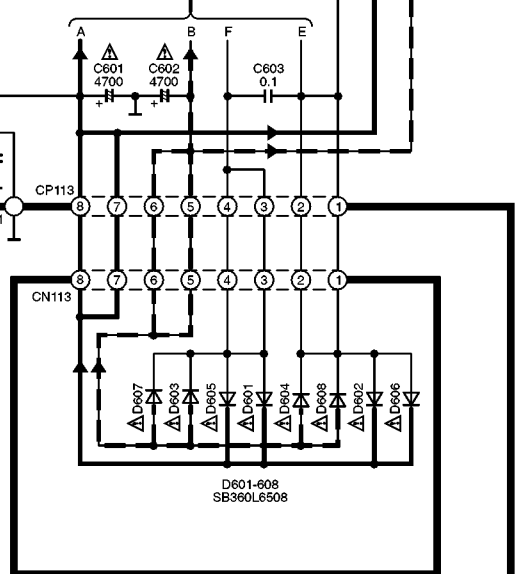 A B F E
C601 C602 C603
4700 4700 0.1
+ +
CP113
8 7 6 5 4 3 2 1
8 7 6 5 4 3 2 1
CN113
D607 D603 D605 D601 D604 D608 D602 D606
D601-608
SB360L6508